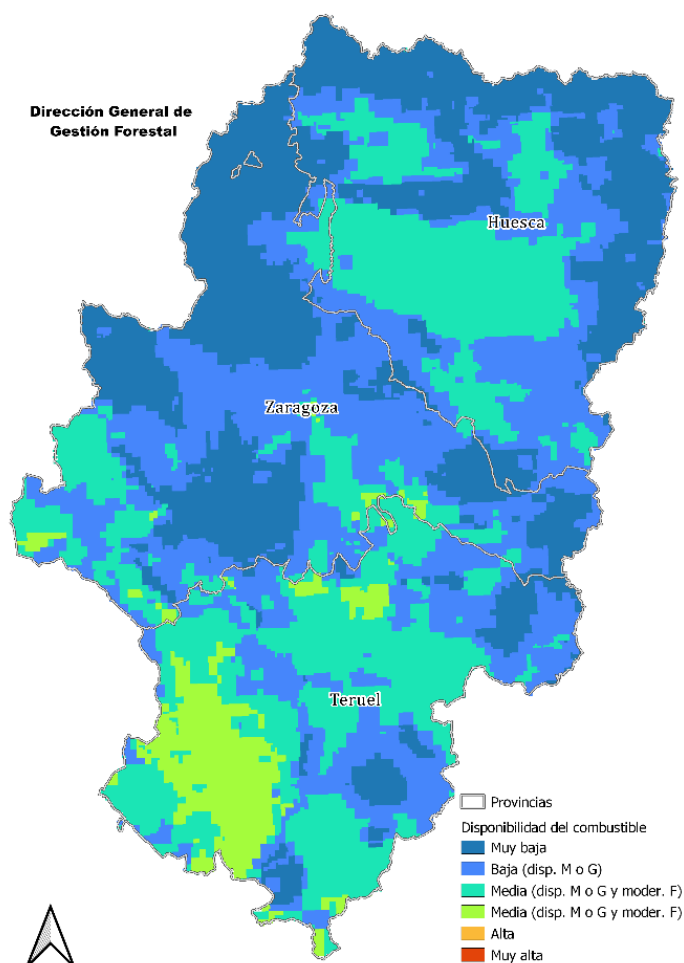 Dirección General de
Gestión Forestal
Huesca
Zaragoza
Teruel
Provincias
Disponibilidad del combustible
Muy baja
Baja (disp. M o G)
Media (disp. M o G y moder. F)
Media (disp. M o G y moder. F)
Alta
Muy alta